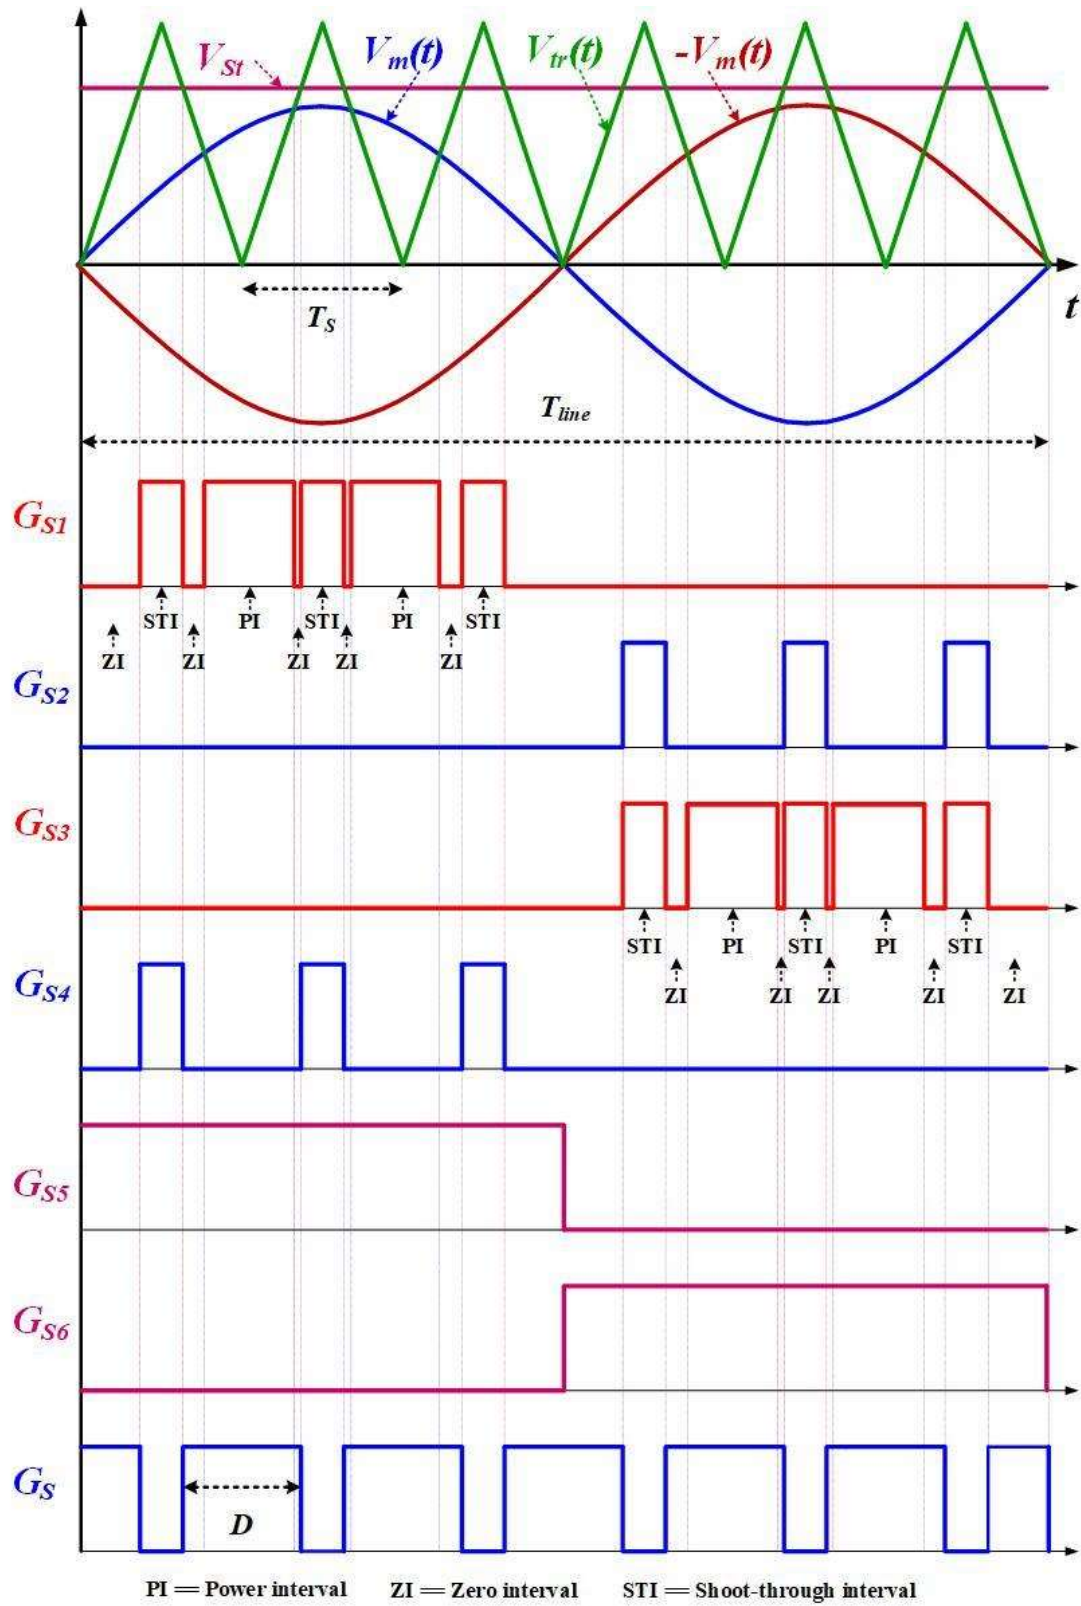 V_St V_m(t) V_tr(t) -V_m(t)
T_S
t
T_line
G_S1
STI PI STI PI STI
ZI ZI ZI ZI ZI
G_S2
G_S3
STI PI STI PI STI
ZI ZI ZI ZI ZI
G_S4
G_S5
G_S6
G_S
D
PI = Power interval ZI = Zero interval STI = Shoot-through interval